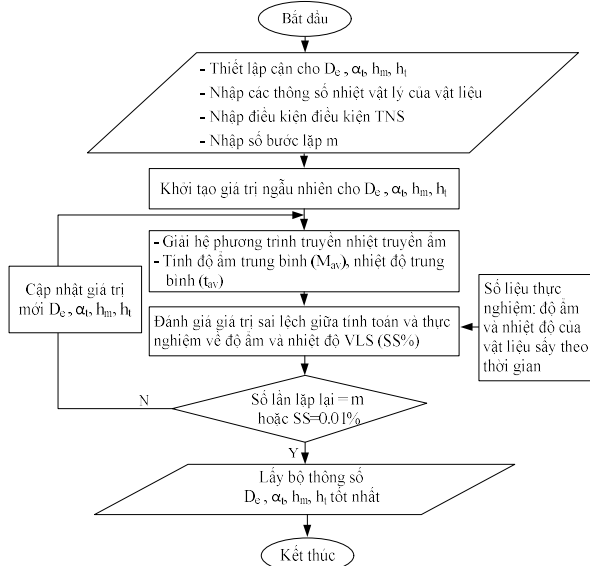 Bắt đầu
- Thiết lập cận cho Dₑ, αₜ, hₘ, hₜ
- Nhập các thông số nhiệt vật lý của vật liệu
- Nhập điều kiện điều kiện TNS
- Nhập số bước lặp m
Khởi tạo giá trị ngẫu nhiên cho Dₑ, αₜ, hₘ, hₜ
- Giải hệ phương trình truyền nhiệt truyền ẩm
- Tính độ ẩm trung bình (Mav), nhiệt độ trung
bình (tav)
Cập nhật giá trị
mới Dₑ, αₜ, hₘ, hₜ
Đánh giá giá trị sai lệch giữa tính toán và thực
nghiệm về độ ẩm và nhiệt độ VLS (SS%)
Số liệu thực
nghiệm: độ ẩm
và nhiệt độ của
vật liệu sấy theo
thời gian
N
Số lần lặp lại = m
hoặc SS=0.01%
Y
Lấy bộ thông số
Dₑ, αₜ, hₘ, hₜ tốt nhất
Kết thúc